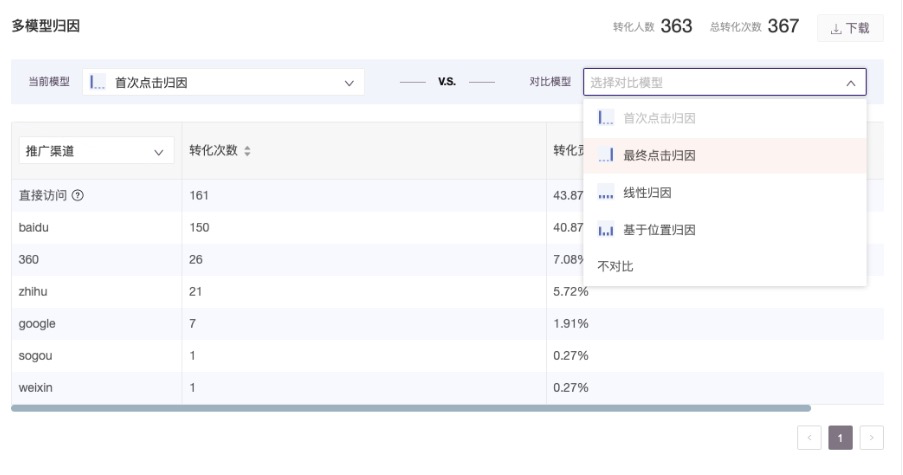 多模型归因
转化人数 363 总转化次数 367 下载
当前模型 首次点击归因 V.S. 对比模型 选择对比模型
首次点击归因
最终点击归因
线性归因
基于位置归因
不对比
推广渠道 转化次数
直接访问 161 43.87
baidu 150 40.87
360 26 7.08%
zhihu 21 5.72%
google 7 1.91%
sogou 1 0.27%
weixin 1 0.27%
1